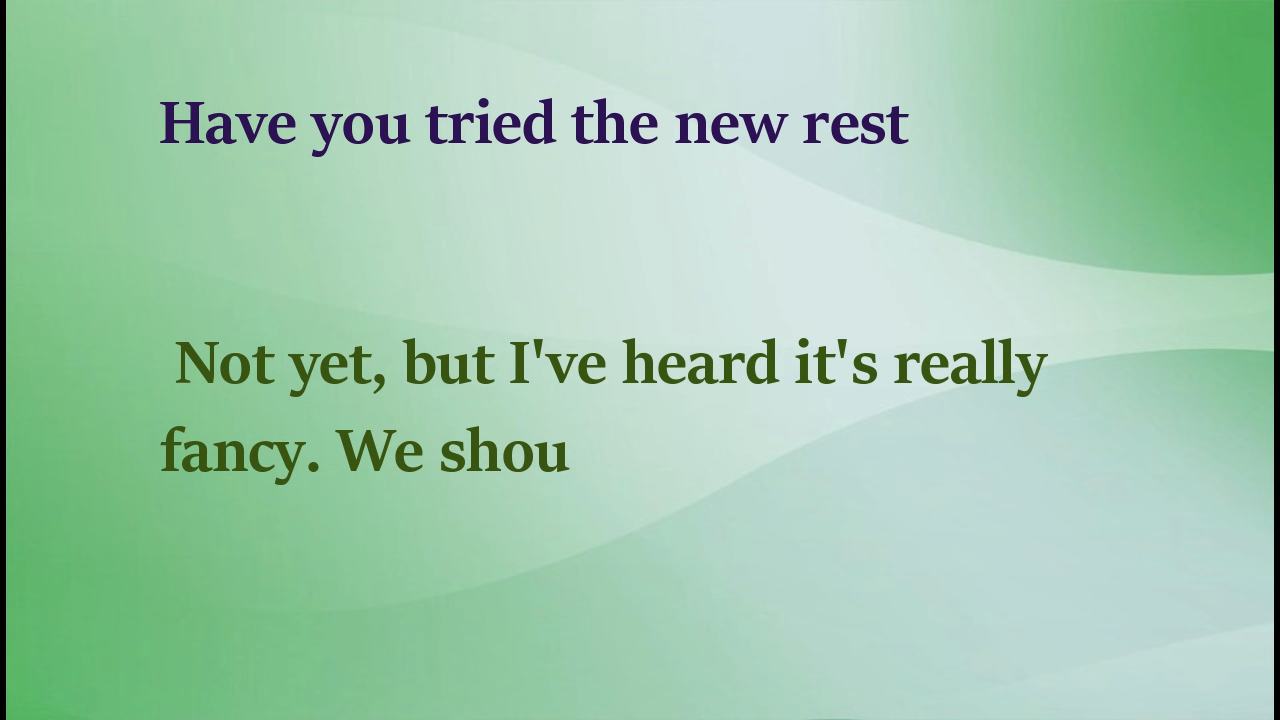 Have you tried the new rest
Not yet, but I've heard it's really
fancy. We shou